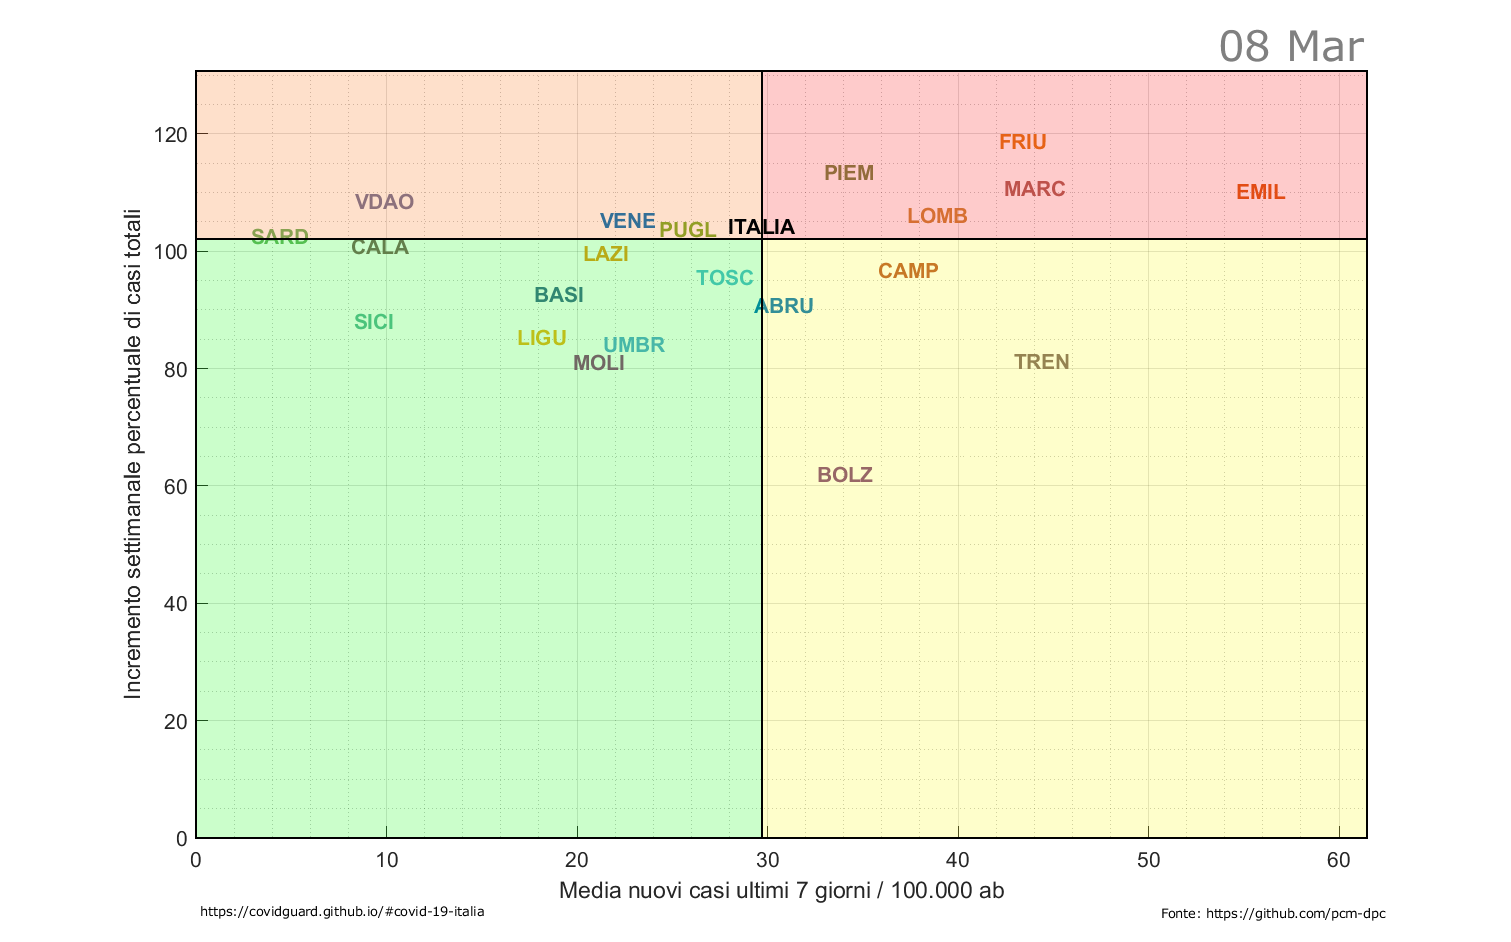 08 Mar
120
FRIU
PIEM
MARC
EMIL
VDAO
LOMB
VENE
PUGL
ITALIA
SARD
CALA
100
LAZI
CAMP
TOSC
BASI
ABRU
SICI
LIGU
UMBR
MOLI
TREN
80
BOLZ
60
40
20
0
Incremento settimanale percentuale di casi totali
0 10 20 30 40 50 60
Media nuovi casi ultimi 7 giorni / 100.000 ab
https://covidguard.github.io/#covid-19-italia
Fonte: https://github.com/pcm-dpc